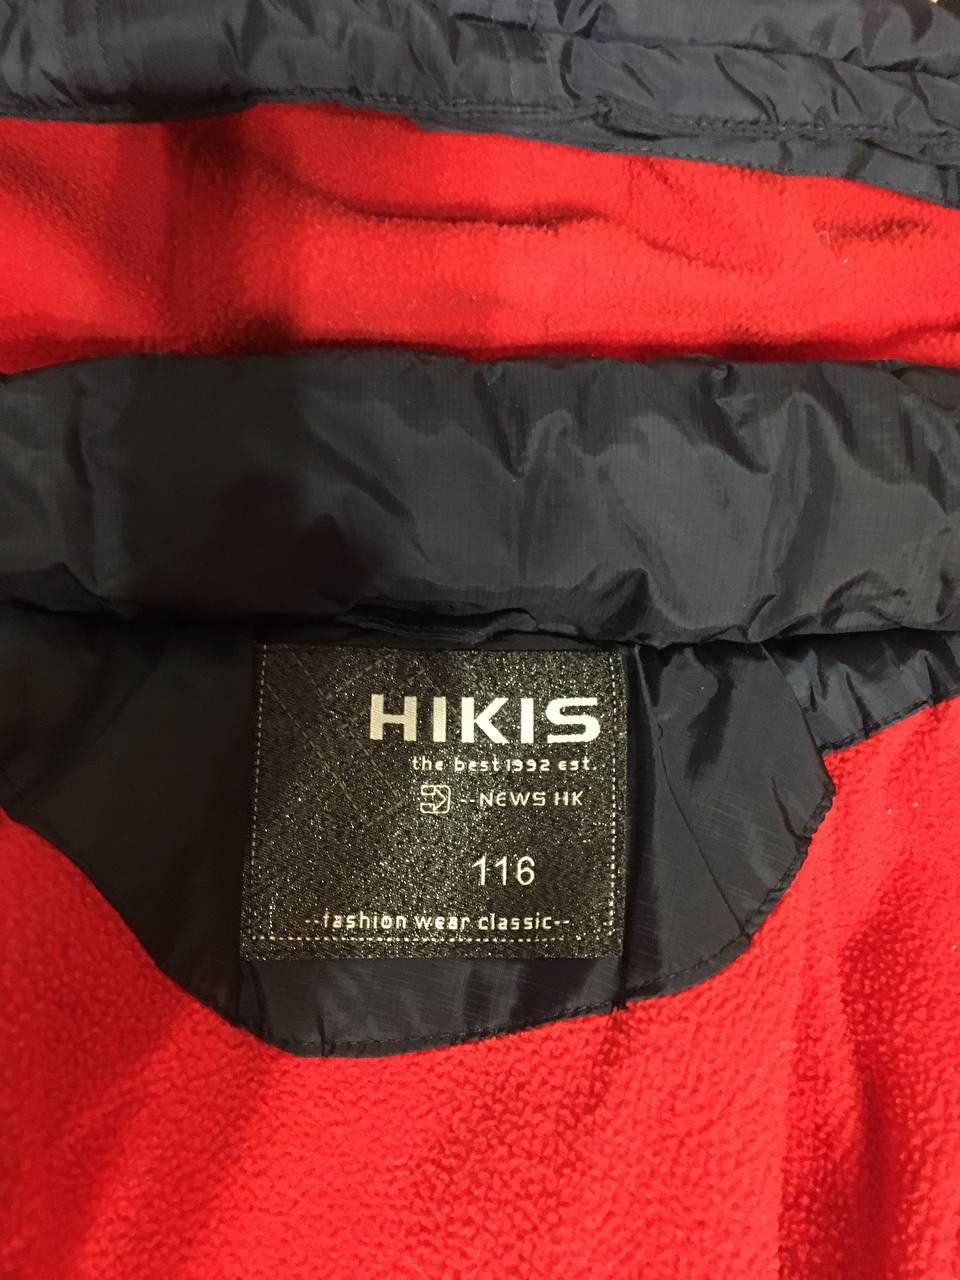 HIKIS
the best 1992 est.
--NEWS HK
116
--fashion wear classic--